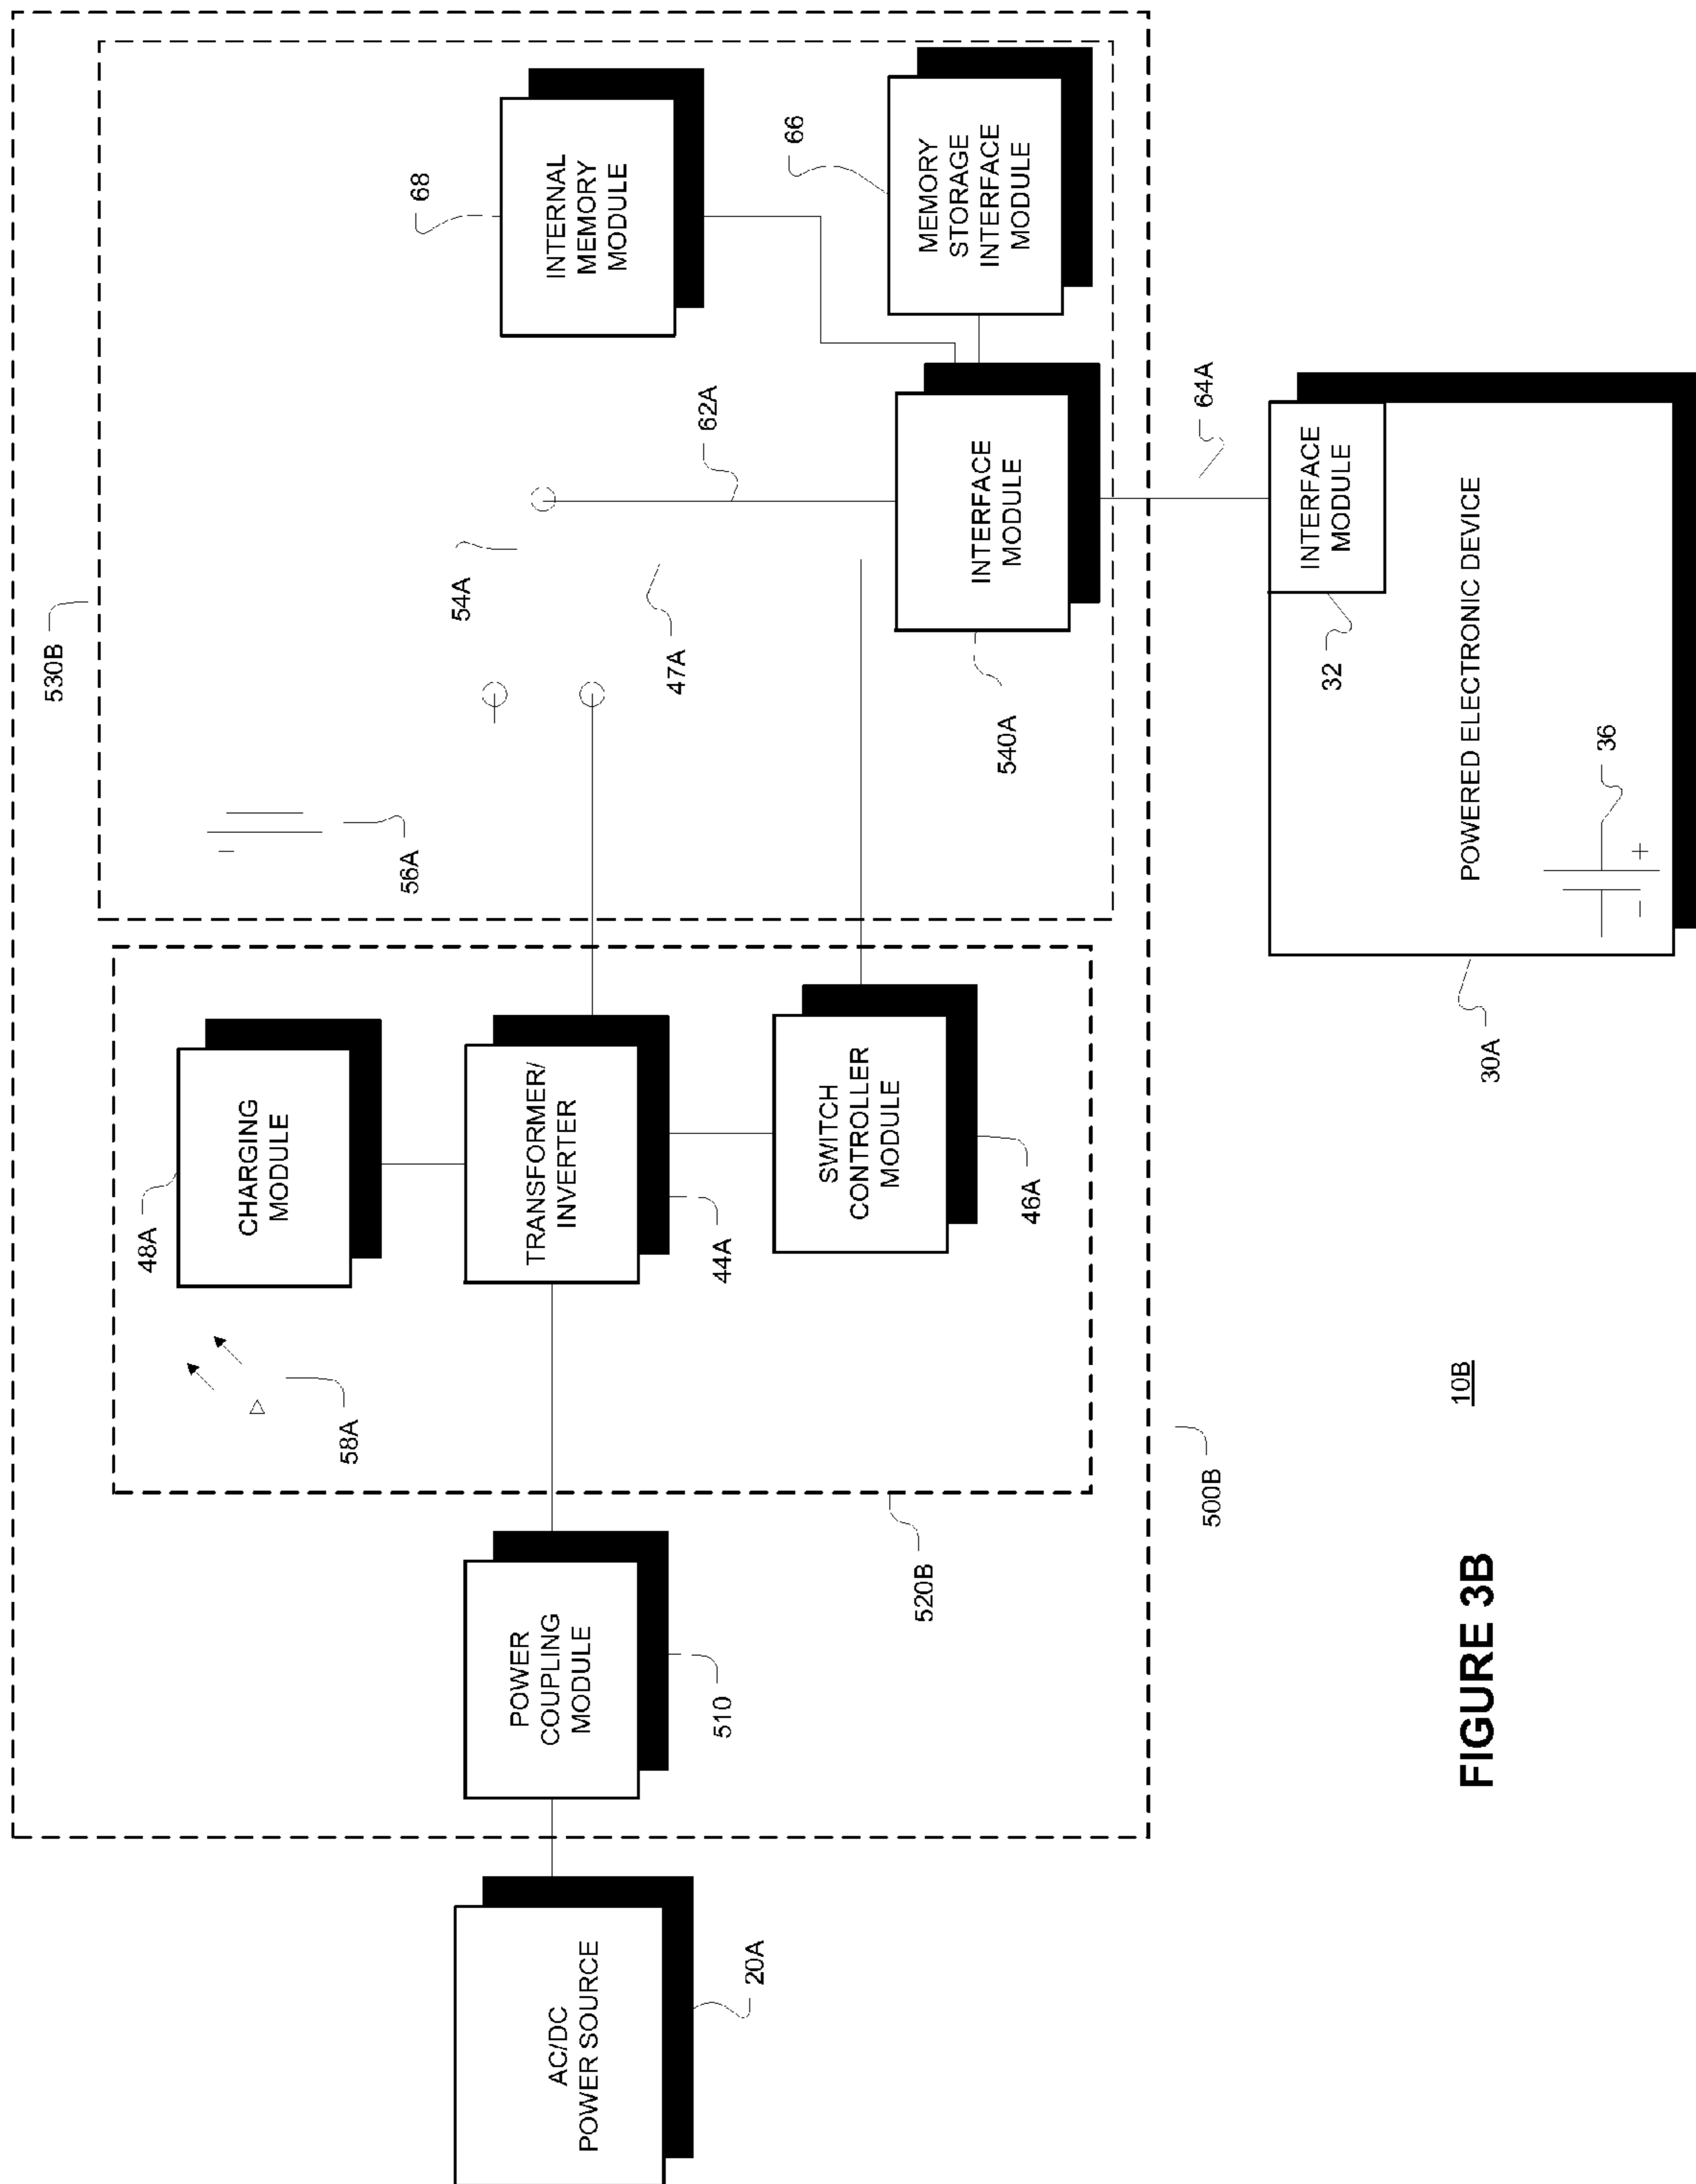 530B
68
INTERNAL
MEMORY
MODULE
66
MEMORY
STORAGE
INTERFACE
MODULE
54A
62A
47A
56A
INTERFACE
MODULE
540A
64A
48A
CHARGING
MODULE
58A
TRANSFORMER/
INVERTER
44A
SWITCH
CONTROLLER
MODULE
46A
520B
POWER
COUPLING
MODULE
510
500B
AC/DC
POWER SOURCE
20A
INTERFACE
MODULE
32
POWERED ELECTRONIC DEVICE
36
- +
30A
10B
FIGURE 3B